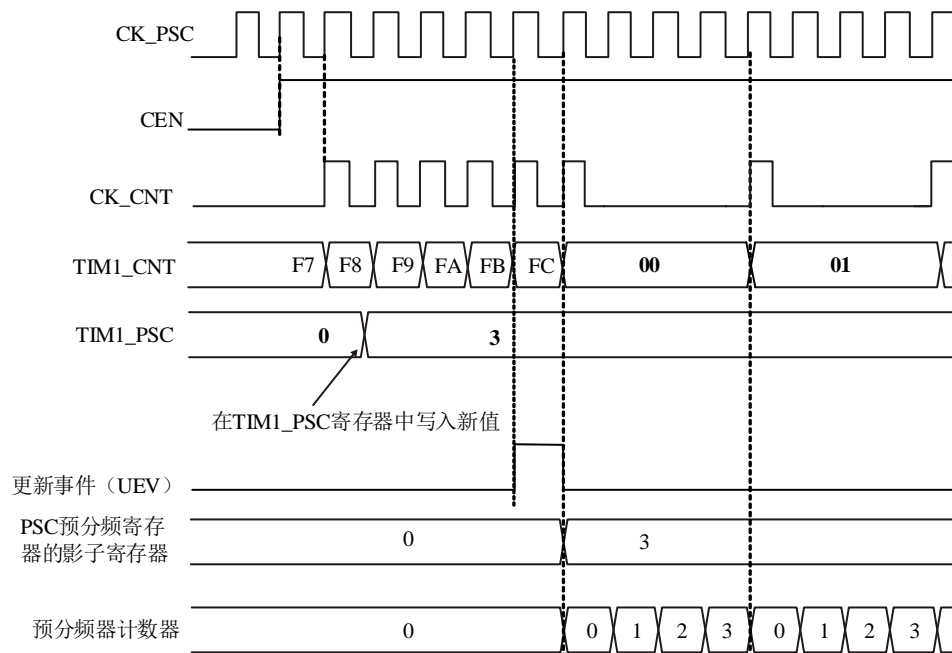 CK_PSC
CEN
CK_CNT
TIM1_CNT F7 F8 F9 FA FB FC 00 01
TIM1_PSC 0 3
在TIM1_PSC寄存器中写入新值
更新事件（UEV）
PSC预分频寄存
器的影子寄存器 0 3
预分频器计数器 0 0 1 2 3 0 1 2 3